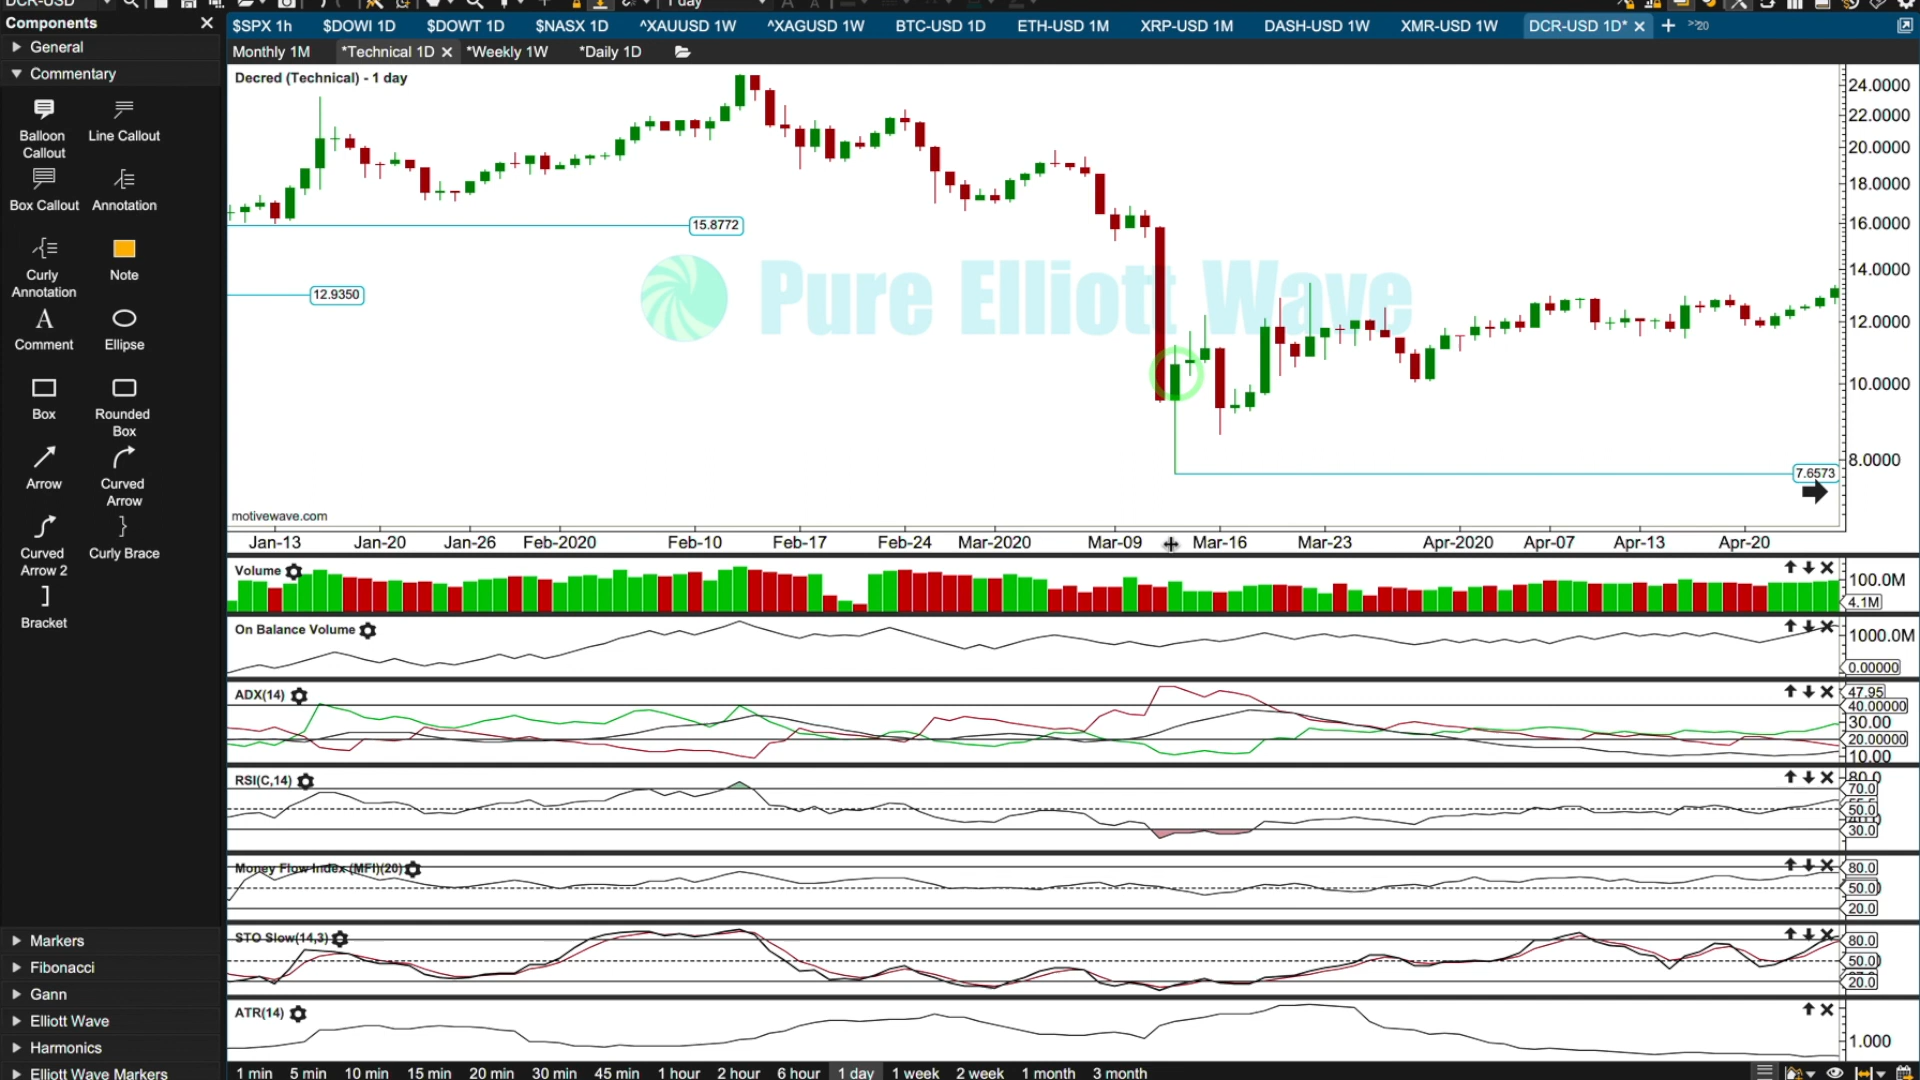 DCR-USD
1 day
Components
$SPX 1h $DOWI 1D $DOWT 1D $NASX 1D ^XAUUSD 1W ^XAGUSD 1W BTC-USD 1D ETH-USD 1M XRP-USD 1M DASH-USD 1W XMR-USD 1W DCR-USD 1D* 20
Monthly 1M *Technical 1D *Weekly 1W *Daily 1D
General
Commentary
Balloon Callout
Line Callout
Box Callout
Annotation
Curly Annotation
Note
Comment
Ellipse
Box
Rounded Box
Arrow
Curved Arrow
Curved Arrow 2
Curly Brace
Bracket
Markers
Fibonacci
Gann
Elliott Wave
Harmonics
Elliott Wave Markers
Decred (Technical) - 1 day
24.0000
22.0000
20.0000
18.0000
16.0000
15.8772
14.0000
12.9350
Pure Elliott Wave
12.0000
10.0000
8.0000
7.6573
motivewave.com
Jan-13 Jan-20 Jan-26 Feb-2020 Feb-10 Feb-17 Feb-24 Mar-2020 Mar-09 Mar-16 Mar-23 Apr-2020 Apr-07 Apr-13 Apr-20
Volume
100.0M
4.1M
On Balance Volume
1000.0M
0.00000
ADX(14)
47.95
40.00000
30.00
20.00000
10.00
RSI(C,14)
80.0
70.0
50.0
30.0
Money Flow Index (MFI)(20)
80.0
50.0
20.0
STO Slow(14,3)
80.0
50.0
20.0
ATR(14)
1.000
1 min 5 min 10 min 15 min 20 min 30 min 45 min 1 hour 2 hour 6 hour 1 day 1 week 2 week 1 month 3 month